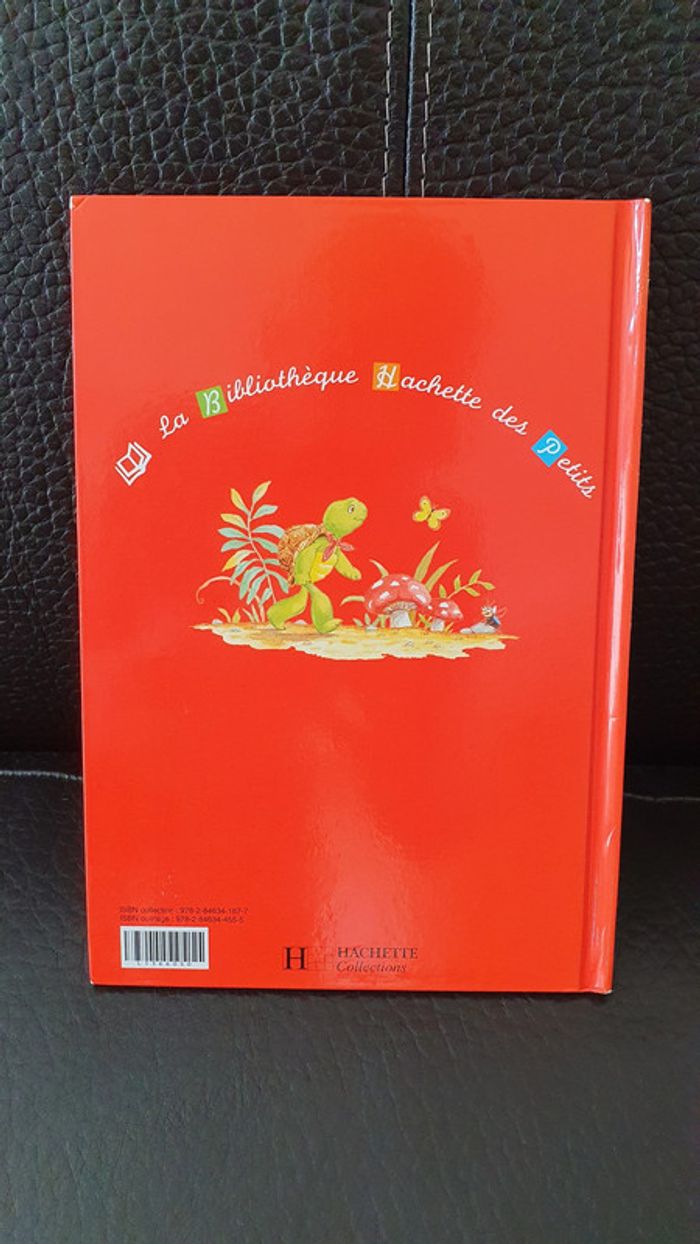 La Bibliothèque Hachette des Petits
ISBN collection : 978-2-84634-167-7
ISBN ouvrage : 978-2-84634-455-5
H HACHETTE
Collections